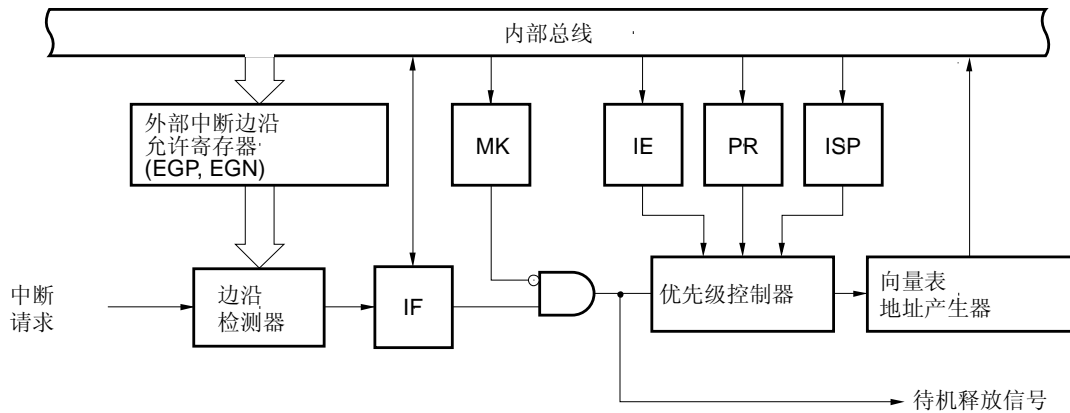 内部总线
外部中断边沿
允许寄存器
(EGP, EGN)
MK
IE
PR
ISP
中断
请求
边沿
检测器
IF
优先级控制器
向量表
地址产生器
待机释放信号